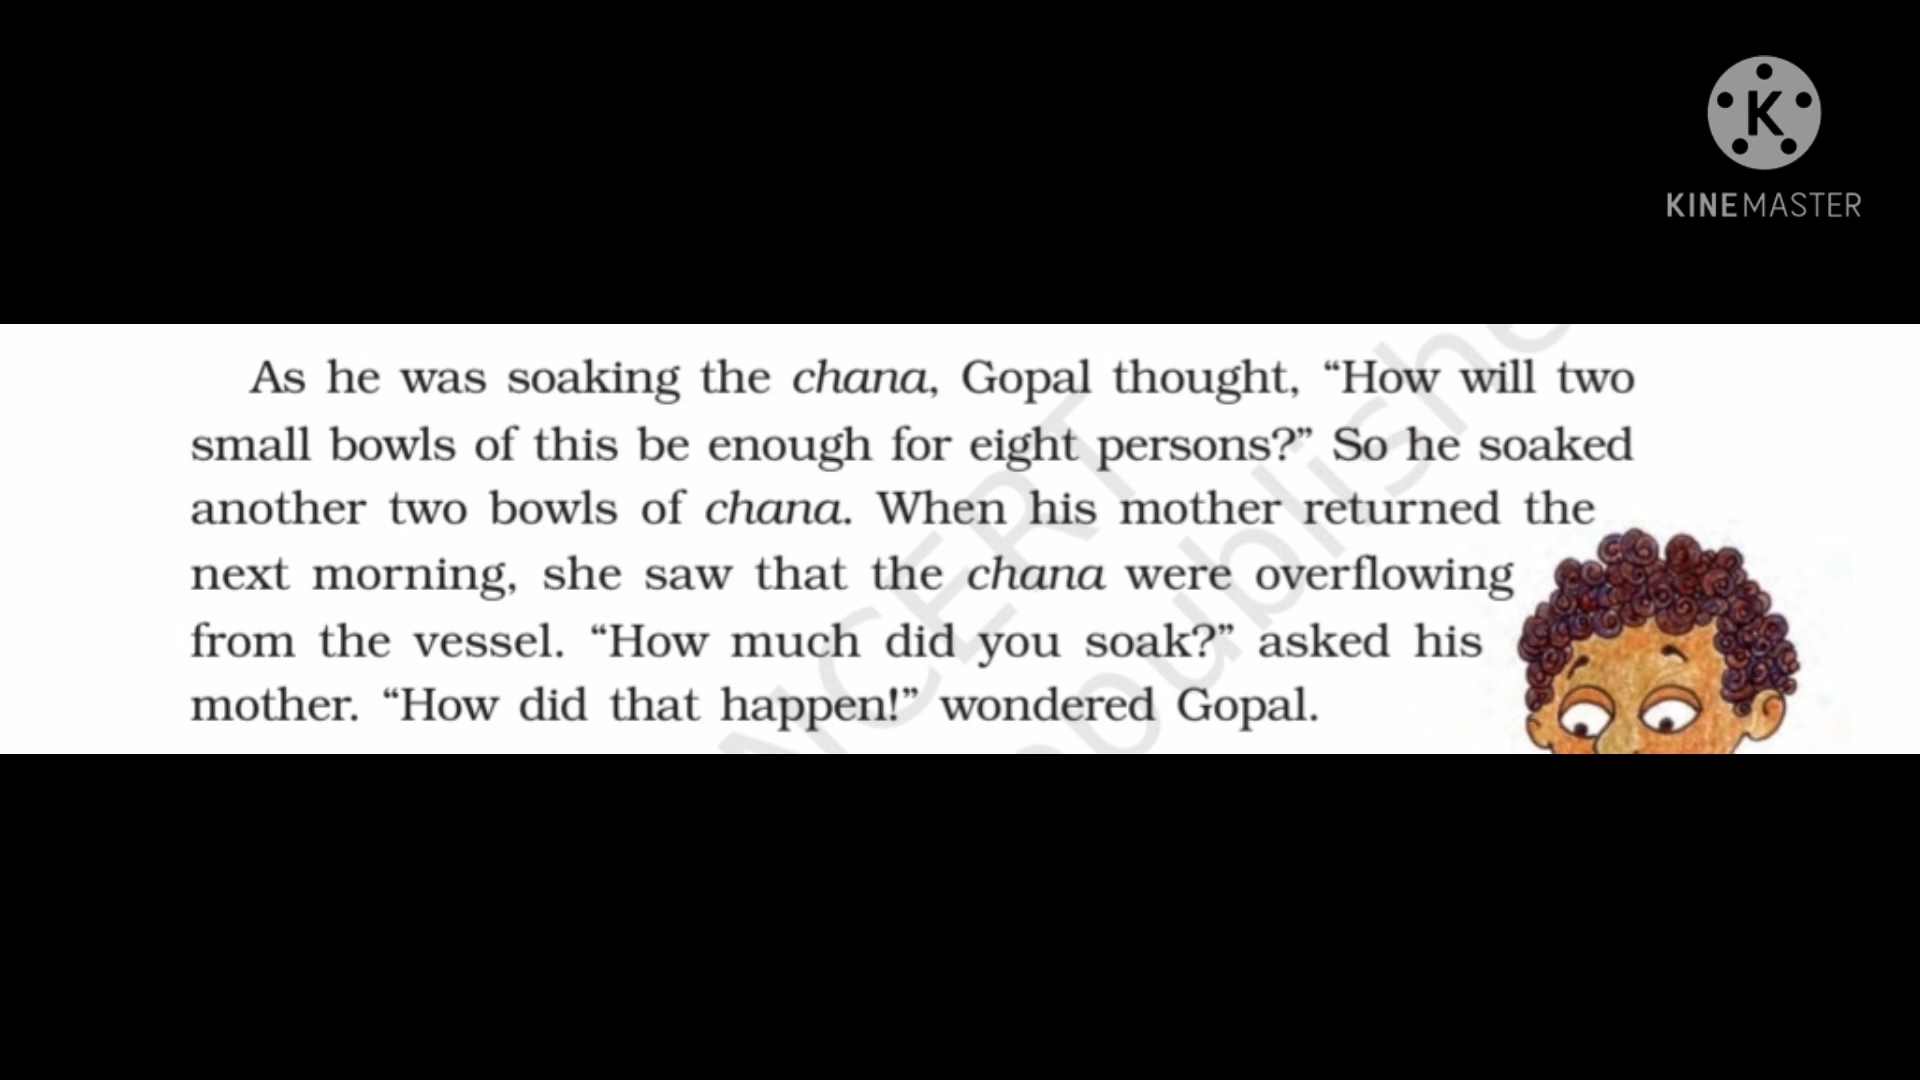 K
KINEMASTER
As he was soaking the chana, Gopal thought, “How will two
small bowls of this be enough for eight persons?” So he soaked
another two bowls of chana. When his mother returned the
next morning, she saw that the chana were overflowing
from the vessel. “How much did you soak?” asked his
mother. “How did that happen!” wondered Gopal.
NCERT